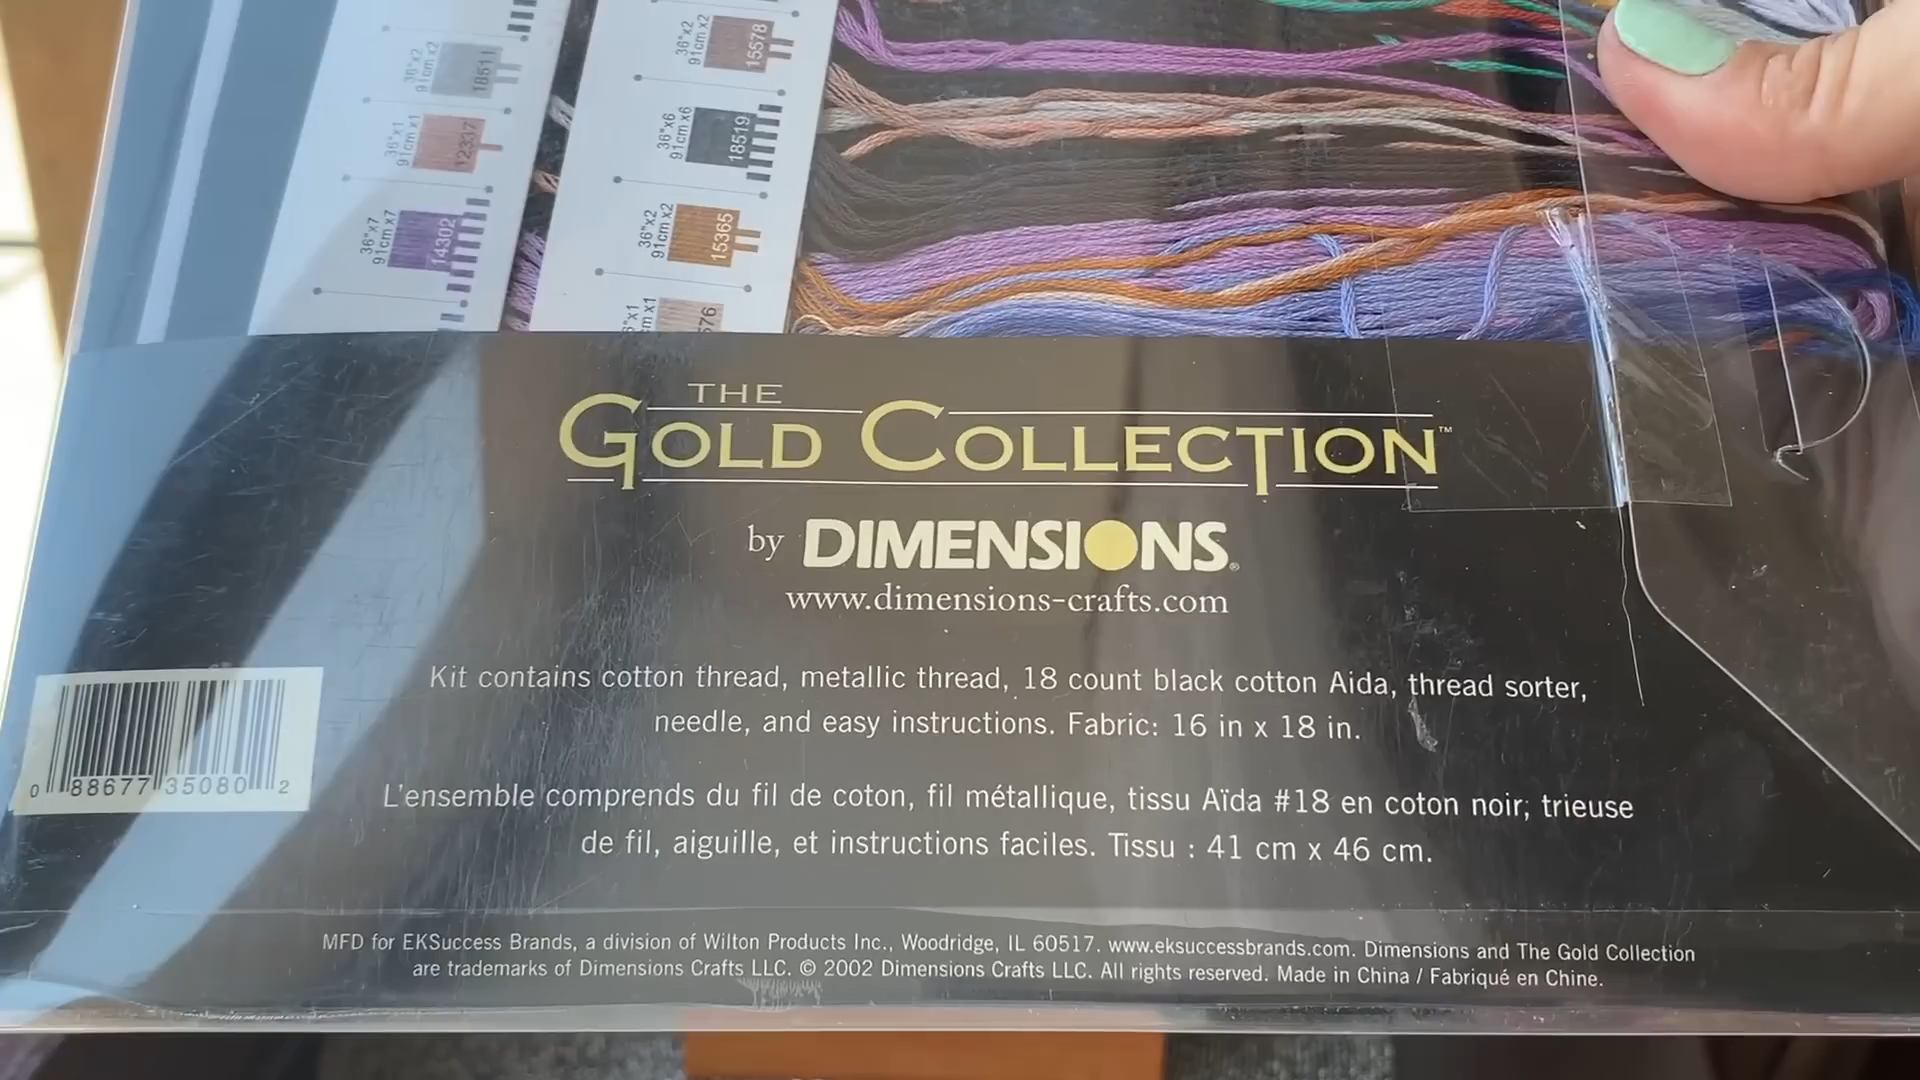 36"x2
91cm x2
18511
36"x1
91cm x1
12337
36"x7
91cm x7
14302
36"x2
91cm x2
15578
36"x6
91cm x6
18519
36"x2
91cm x2
15365
THE
GOLD COLLECTION™
by DIMENSIONS®
www.dimensions-crafts.com
Kit contains cotton thread, metallic thread, 18 count black cotton Aida, thread sorter,
needle, and easy instructions. Fabric: 16 in x 18 in.
0 88677 35080 2
L'ensemble comprends du fil de coton, fil métallique, tissu Aïda #18 en coton noir, trieuse
de fil, aiguille, et instructions faciles. Tissu : 41 cm x 46 cm.
MFD for EKSuccess Brands, a division of Wilton Products Inc., Woodridge, IL 60517. www.eksuccessbrands.com. Dimensions and The Gold Collection
are trademarks of Dimensions Crafts LLC. © 2002 Dimensions Crafts LLC. All rights reserved. Made in China / Fabriqué en Chine.